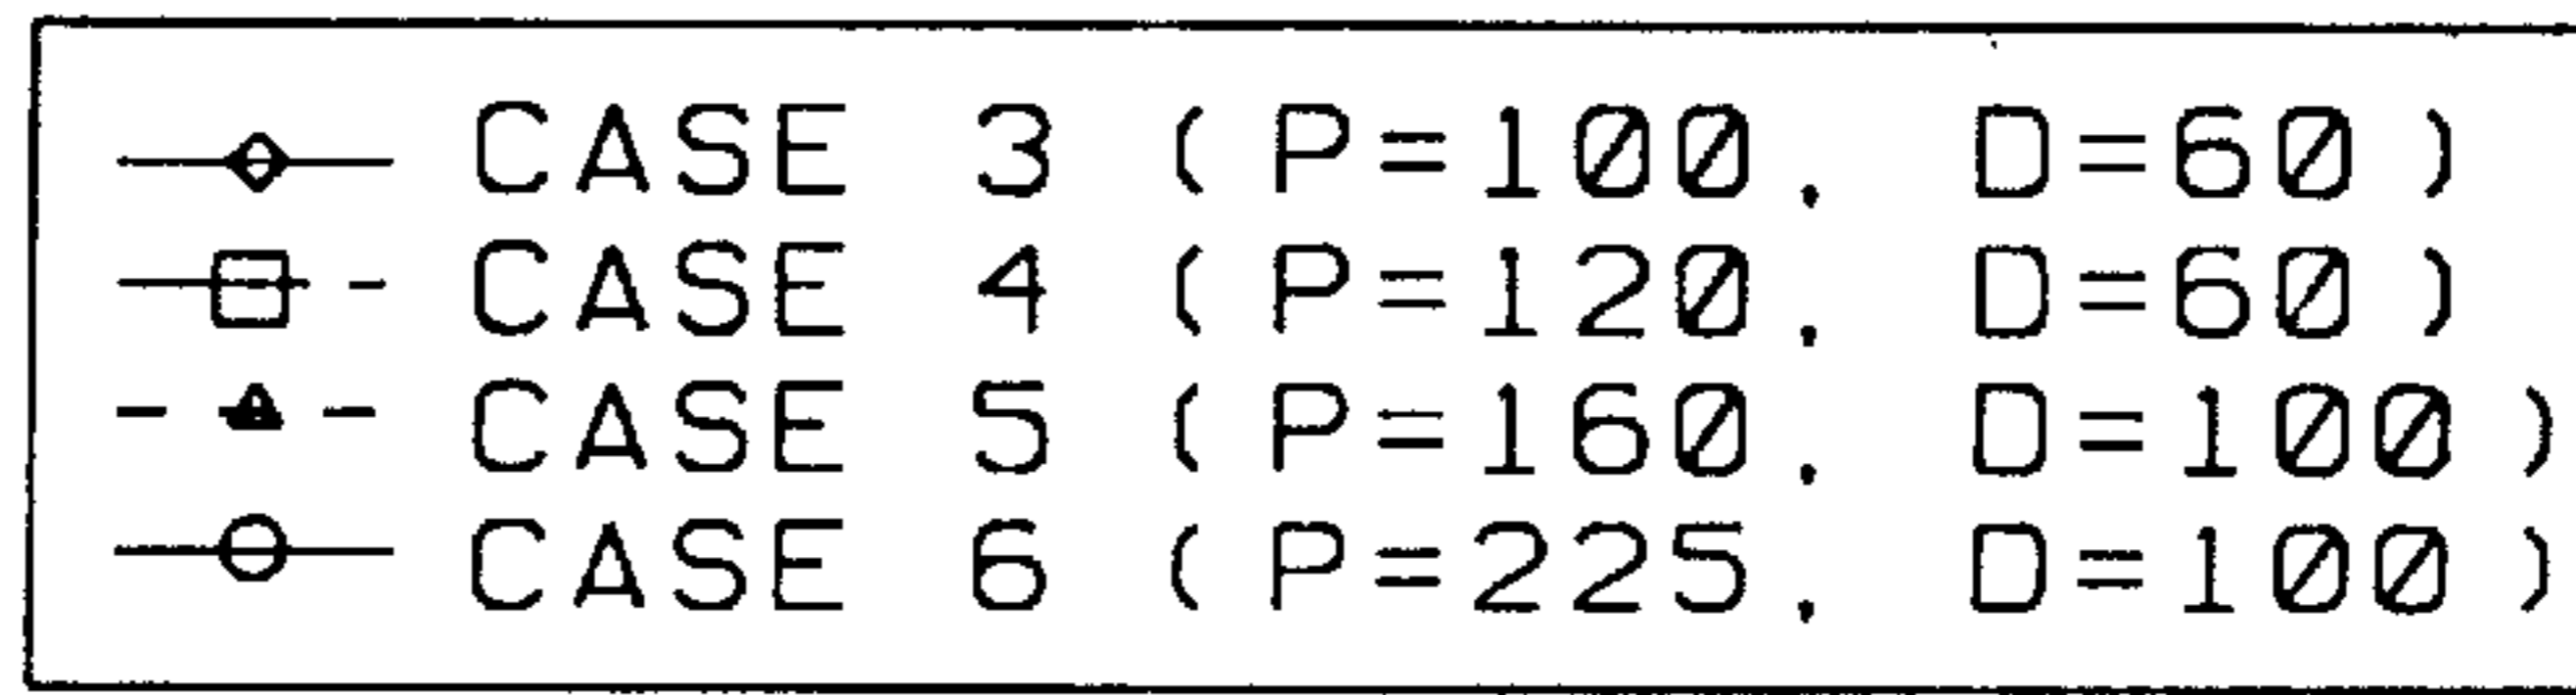 CASE 3 (P=100, D=60)
CASE 4 (P=120, D=60)
CASE 5 (P=160, D=100)
CASE 6 (P=225, D=100)